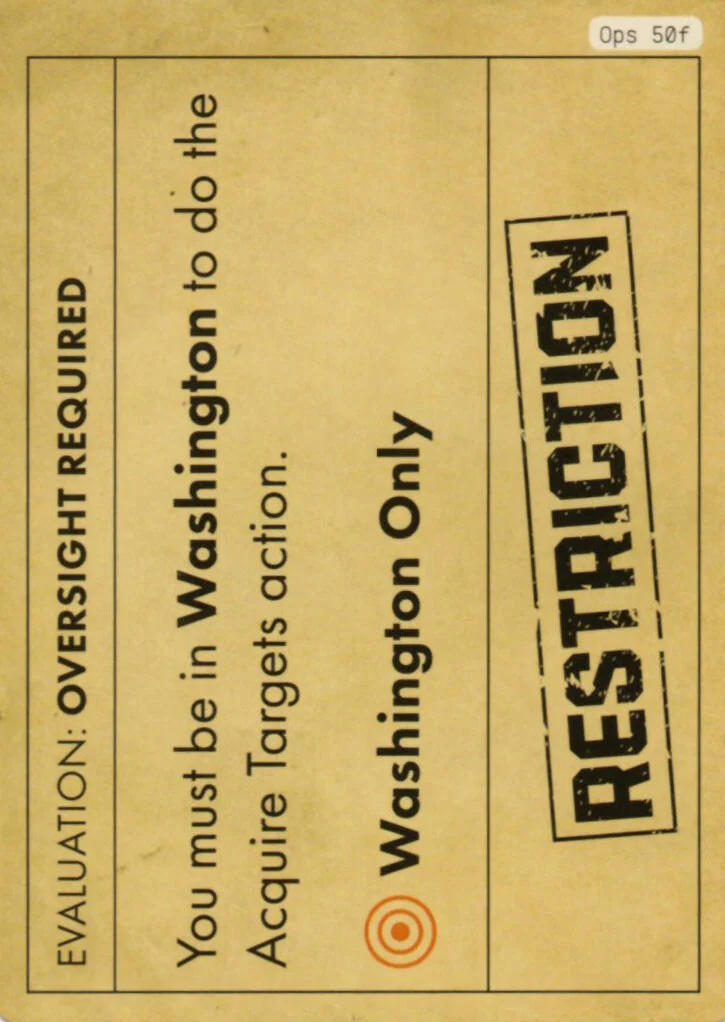 Ops 50f
EVALUATION: OVERSIGHT REQUIRED
You must be in Washington to do the
Acquire Targets action.
Washington Only
RESTRICTION